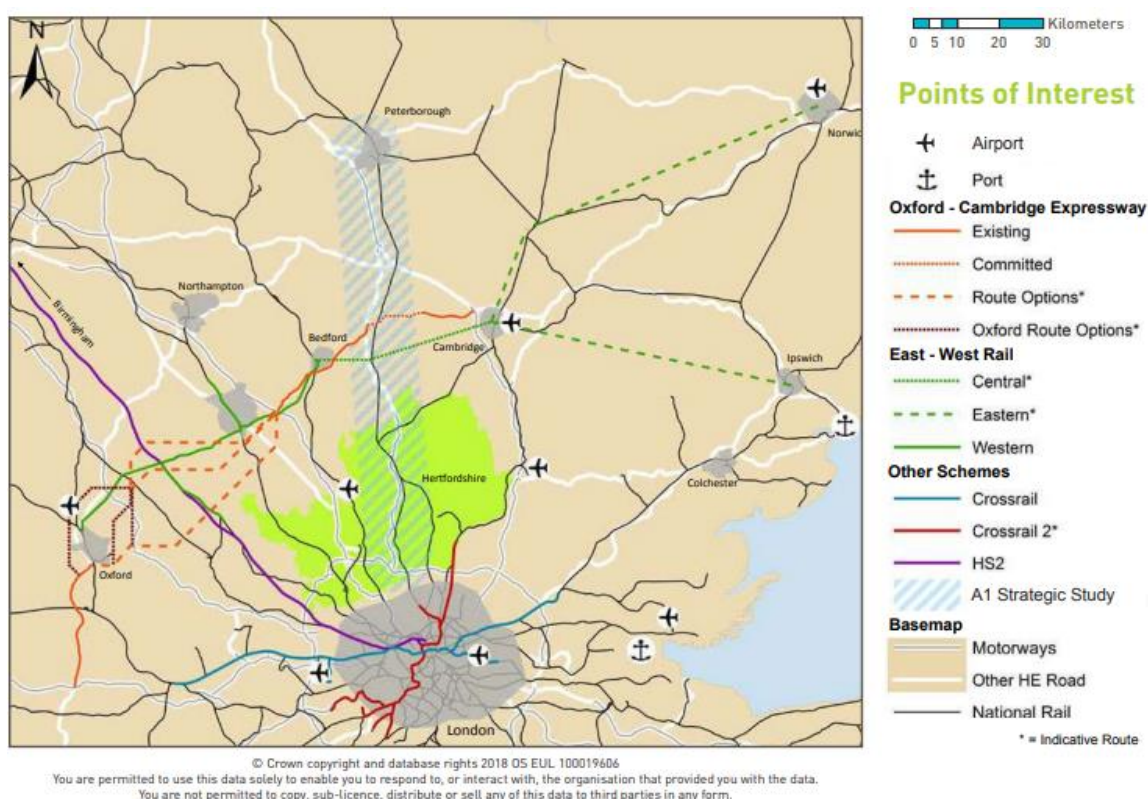 N
Peterborough
Norwic
Northampton
Birmingham
Bedford
Cambridge
Ipswich
Hertfordshire
Colchester
Oxford
London
Kilometers
0 5 10 20 30
Points of Interest
Airport
Port
Oxford - Cambridge Expressway
Existing
Committed
Route Options*
Oxford Route Options*
East - West Rail
Central*
Eastern*
Western
Other Schemes
Crossrail
Crossrail 2*
HS2
A1 Strategic Study
Basemap
Motorways
Other HE Road
National Rail
* = Indicative Route
© Crown copyright and database rights 2018 OS EUL 100019606
You are permitted to use this data solely to enable you to respond to, or interact with, the organisation that provided you with the data.
You are not permitted to copy, sub-licence, distribute or sell any of this data to third parties in any form.